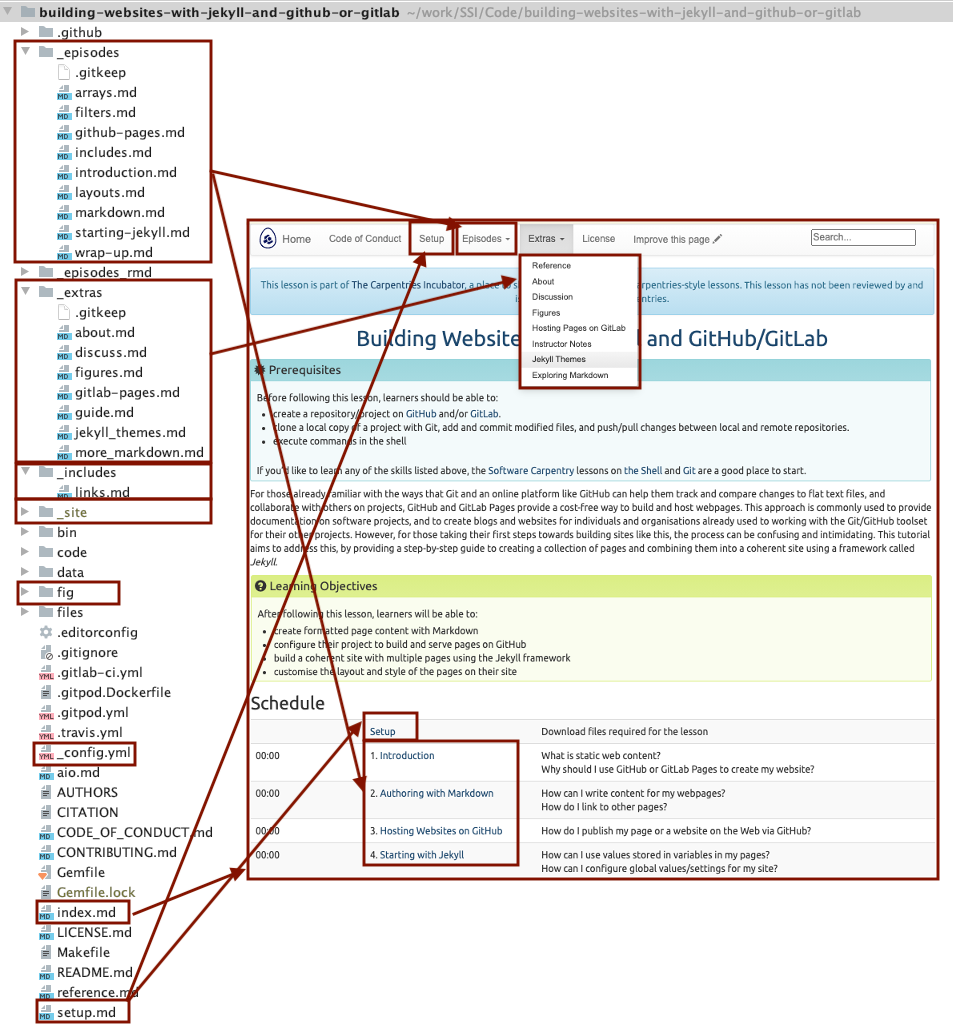 building-websites-with-jekyll-and-github-or-gitlab ~/work/SSI/Code/building-websites-with-jekyll-and-github-or-gitlab
.github
_episodes
.gitkeep
arrays.md
filters.md
github-pages.md
includes.md
introduction.md
layouts.md
markdown.md
starting-jekyll.md
wrap-up.md
_episodes_rmd
_extras
.gitkeep
about.md
discuss.md
figures.md
gitlab-pages.md
guide.md
jekyll_themes.md
more_markdown.md
_includes
links.md
_site
bin
code
data
fig
files
.editorconfig
.gitignore
.gitlab-ci.yml
.gitpod.Dockerfile
.gitpod.yml
.travis.yml
_config.yml
aio.md
AUTHORS
CITATION
CODE_OF_CONDUCT.md
CONTRIBUTING.md
Gemfile
Gemfile.lock
index.md
LICENSE.md
Makefile
README.md
reference.md
setup.md
Home Code of Conduct Setup Episodes Extras License Improve this page Search...
Reference
About
Discussion
Figures
Hosting Pages on GitLab
Instructor Notes
Jekyll Themes
Exploring Markdown
This lesson is part of The Carpentries Incubator, a place to s arpentries-style lessons. This lesson has not been reviewed by and
is entries.
Building Website d and GitHub/GitLab
Prerequisites
Before following this lesson, learners should be able to:
create a repository/project on GitHub and/or GitLab.
clone a local copy of a project with Git, add and commit modified files, and push/pull changes between local and remote repositories.
execute commands in the shell
If you'd like to learn any of the skills listed above, the Software Carpentry lessons on the Shell and Git are a good place to start.
For those already familiar with the ways that Git and an online platform like GitHub can help them track and compare changes to flat text files, and
collaborate with others on projects, GitHub and GitLab Pages provide a cost-free way to build and host webpages. This approach is commonly used to provide
documentation on software projects, and to create blogs and websites for individuals and organisations already used to working with the Git/GitHub toolset
for their other projects. However, for those taking their first steps towards building sites like this, the process can be confusing and intimidating. This tutorial
aims to address this, by providing a step-by-step guide to creating a collection of pages and combining them into a coherent site using a framework called
Jekyll.
Learning Objectives
After following this lesson, learners will be able to:
create formatted page content with Markdown
configure their project to build and serve pages on GitHub
build a coherent site with multiple pages using the Jekyll framework
customise the layout and style of the pages on their site
Schedule
Setup Download files required for the lesson
00:00 1. Introduction What is static web content?
Why should I use GitHub or GitLab Pages to create my website?
00:00 2. Authoring with Markdown How can I write content for my webpages?
How do I link to other pages?
00:00 3. Hosting Websites on GitHub How do I publish my page or a website on the Web via GitHub?
00:00 4. Starting with Jekyll How can I use values stored in variables in my pages?
How can I configure global values/settings for my site?